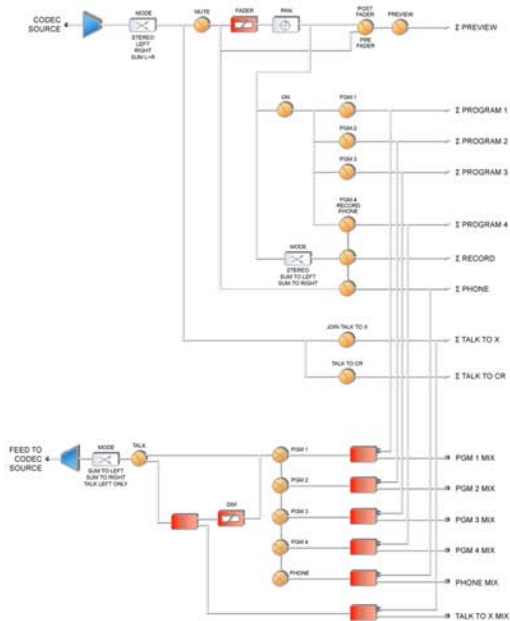 CODEC
SOURCE
MODE
STEREO
LEFT
RIGHT
SUM L+R
MUTE
FADER
PAN
POST
FADER
PRE
FADER
PREVIEW
Σ PREVIEW
ON
PGM 1
Σ PROGRAM 1
PGM 2
Σ PROGRAM 2
PGM 3
Σ PROGRAM 3
PGM 4
RECORD
PHONE
Σ PROGRAM 4
MODE
STEREO
SUM TO LEFT
SUM TO RIGHT
Σ RECORD
Σ PHONE
JOIN TALK TO X
Σ TALK TO X
TALK TO CR
Σ TALK TO CR
FEED TO
CODEC
SOURCE
MODE
SUM TO LEFT
SUM TO RIGHT
TALK LEFT ONLY
TALK
PGM 1
PGM 1 MIX
DIM
PGM 2
PGM 2 MIX
PGM 3
PGM 3 MIX
PGM 4
PGM 4 MIX
PHONE
PHONE MIX
TALK TO X MIX